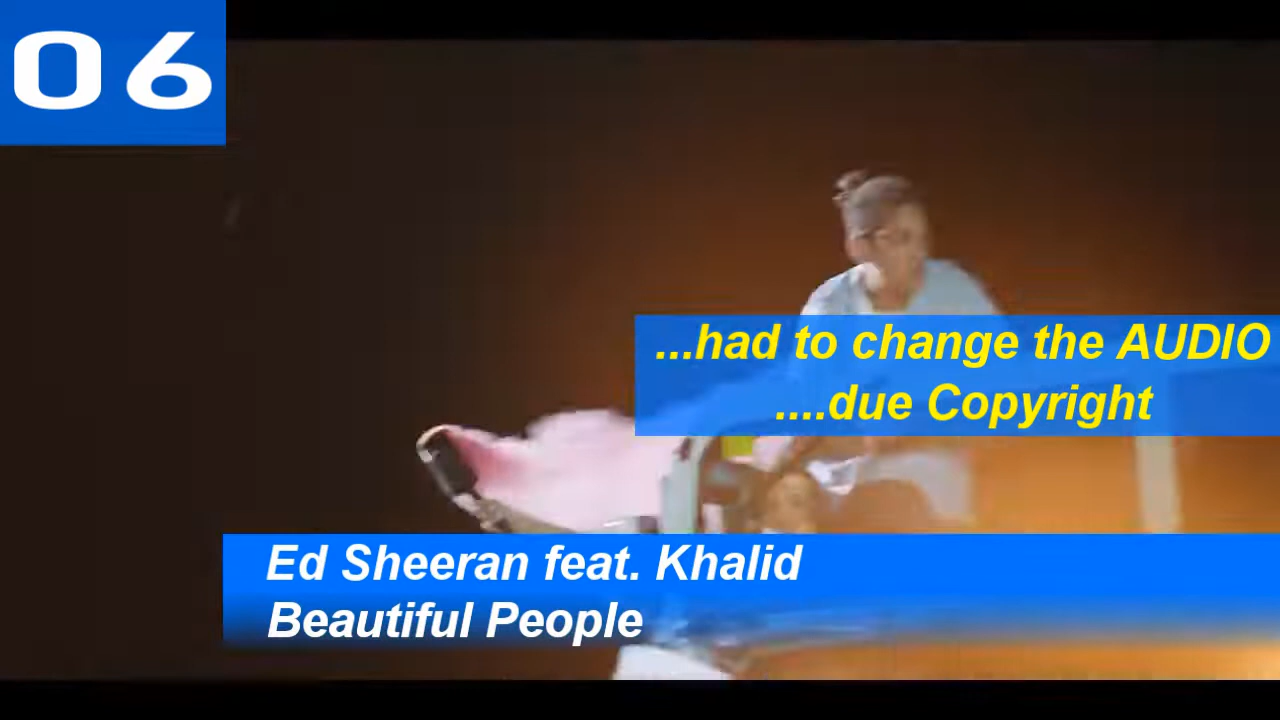 06
...had to change the AUDIO
....due Copyright
Ed Sheeran feat. Khalid
Beautiful People